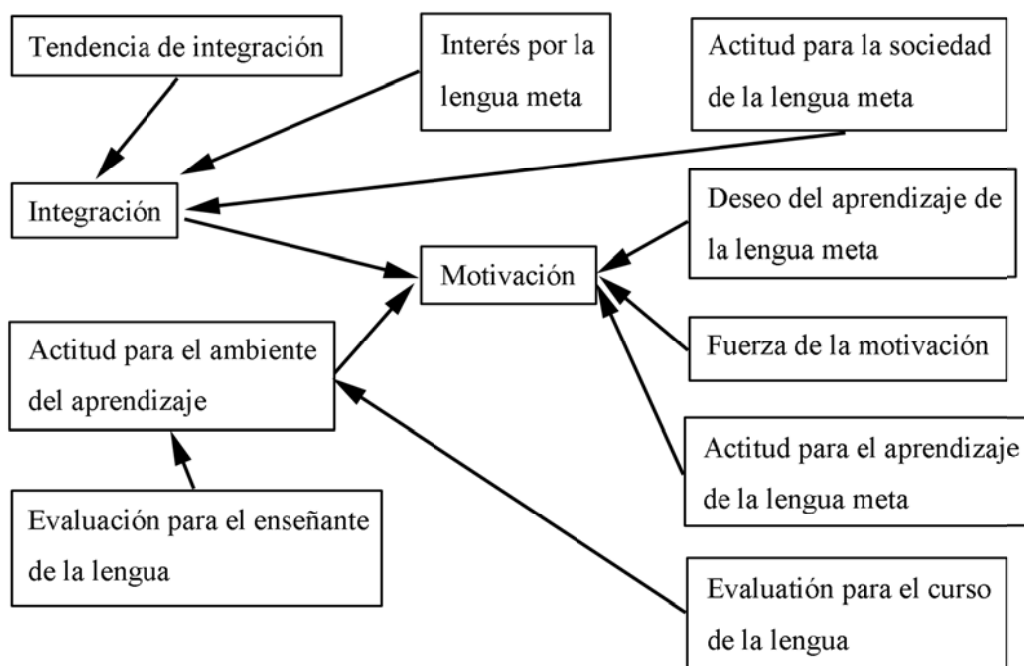 Tendencia de integración
Interés por la
lengua meta
Actitud para la sociedad
de la lengua meta
Integración
Deseo del aprendizaje de
la lengua meta
Motivación
Actitud para el ambiente
del aprendizaje
Fuerza de la motivación
Actitud para el aprendizaje
de la lengua meta
Evaluación para el enseñante
de la lengua
Evaluatión para el curso
de la lengua